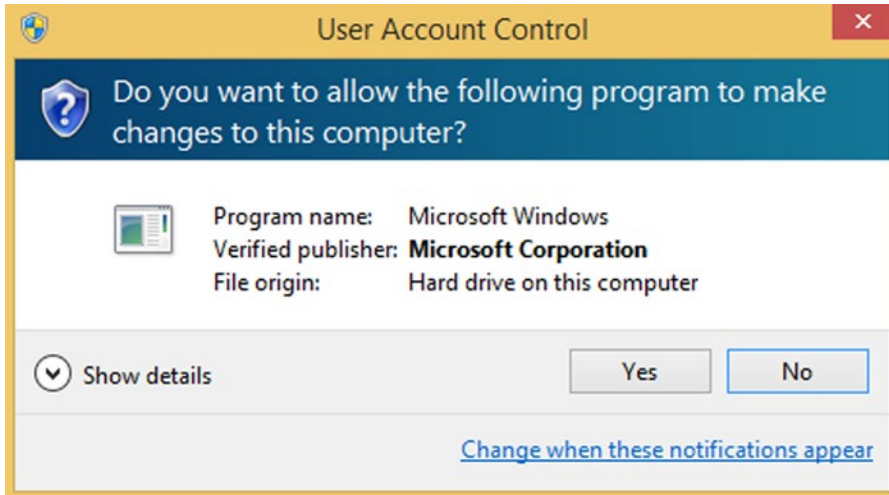 User Account Control
Do you want to allow the following program to make
changes to this computer?
Program name: Microsoft Windows
Verified publisher: Microsoft Corporation
File origin: Hard drive on this computer
Show details
Yes
No
Change when these notifications appear